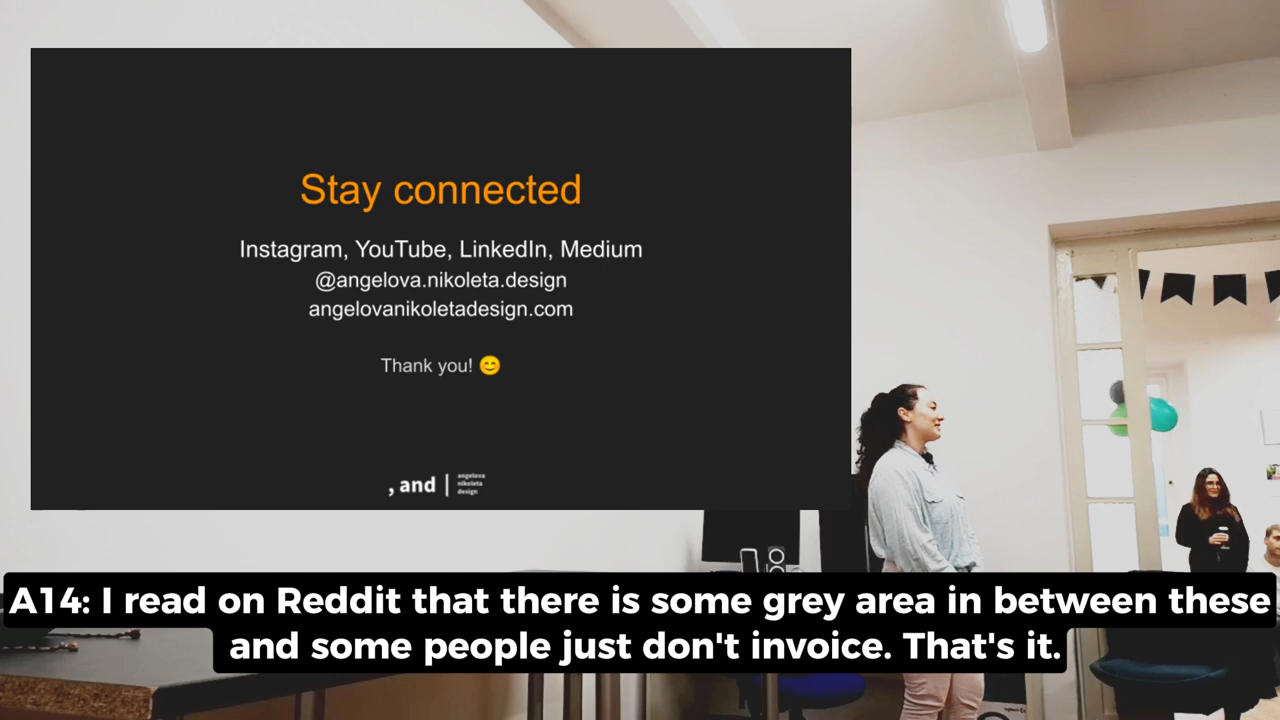 Stay connected
Instagram, YouTube, LinkedIn, Medium
@angelova.nikoleta.design
angelovanikoletadesign.com
Thank you! 😊
, and
angelova
nikoleta
design
A14: I read on Reddit that there is some grey area in between these
and some people just don't invoice. That's it.